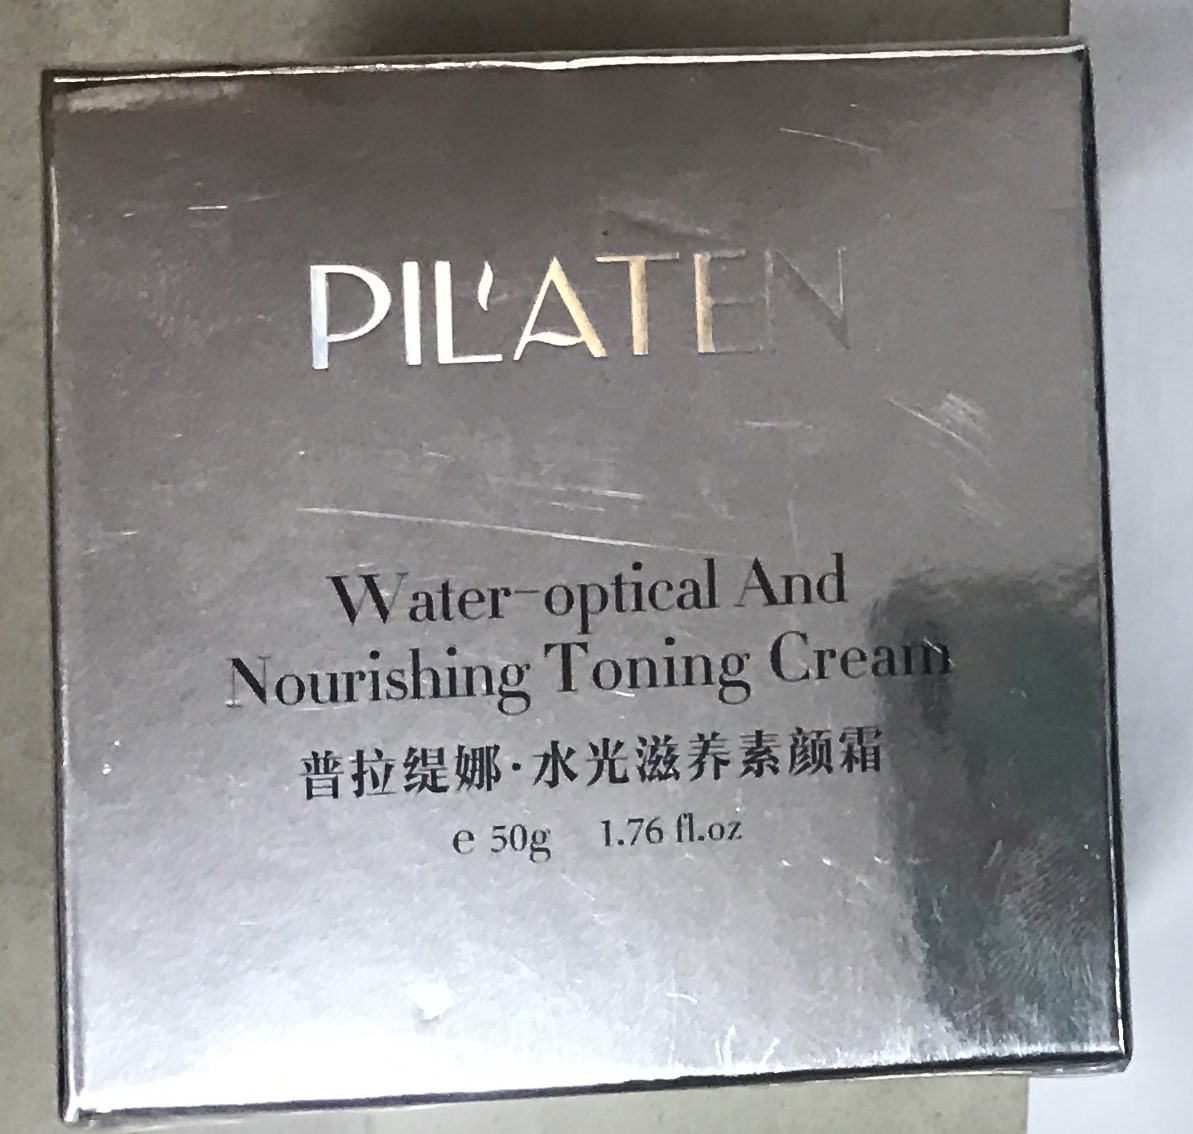 PIL'ATEN
Water-optical And
Nourishing Toning Cream
普拉缇娜·水光滋养素颜霜
e 50g 1.76 fl.oz